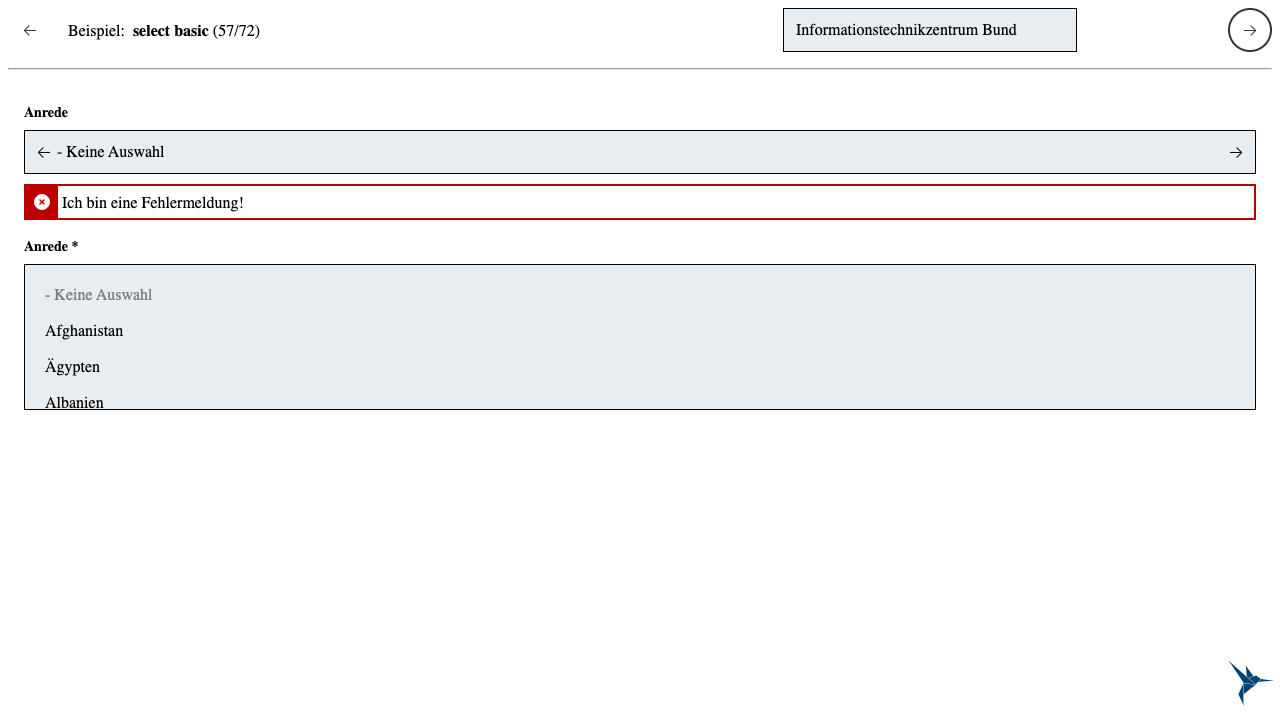 Beispiel: select basic (57/72)
Informationstechnikzentrum Bund
Anrede
- Keine Auswahl
Ich bin eine Fehlermeldung!
Anrede *
- Keine Auswahl
Afghanistan
Ägypten
Albanien